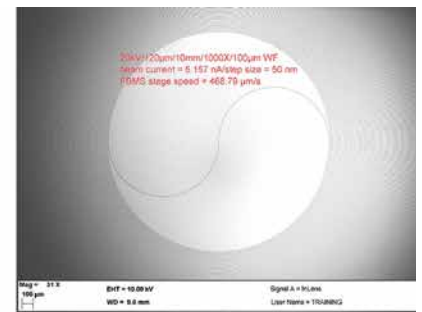 20kV/120μm/10mm/1000X/100μm WF
beam current = 5.157 nA/step size = 50 nm
FBMS stage speed = 468.79 μm/s
Mag = 31 X
100 μm
EHT = 10.00 kV
WD = 9.8 mm
Signal A = InLens
User Name = TRAINING